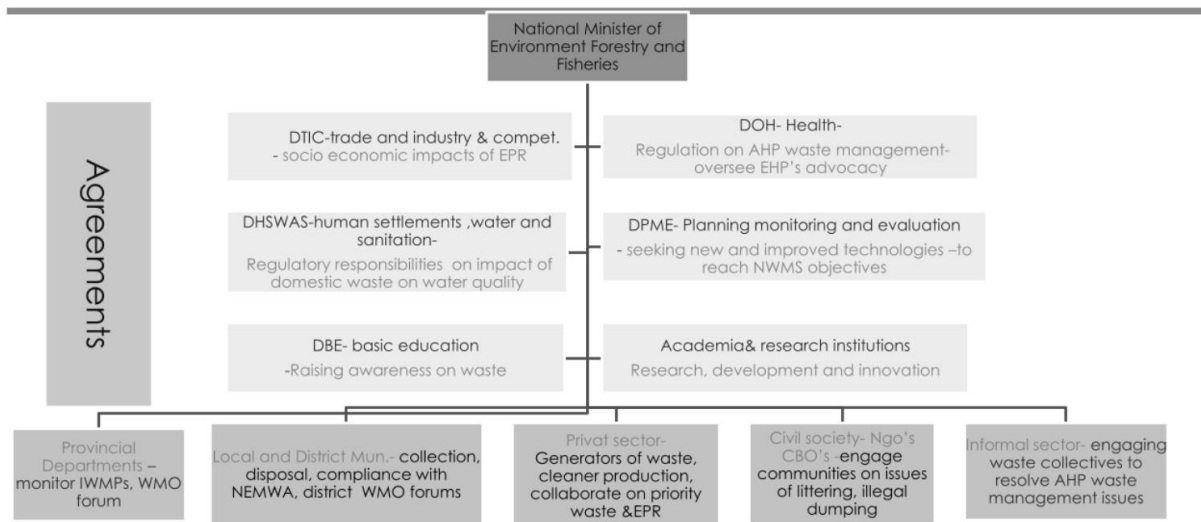 National Minister of
Environment Forestry and
Fisheries
Agreements
DTIC-trade and industry & compet.
- socio economic impacts of EPR
DOH- Health-
Regulation on AHP waste management-
oversee EHP's advocacy
DHSWAS-human settlements ,water and
sanitation-
Regulatory responsibilities on impact of
domestic waste on water quality
DPME- Planning monitoring and evaluation
- seeking new and improved technologies –to
reach NWMS objectives
DBE- basic education
-Raising awareness on waste
Academia& research institutions
Research, development and innovation
Provincial
Departments –
monitor IWMPs, WMO
forum
Local and District Mun.- collection,
disposal, compliance with
NEMWA, district WMO forums
Privat sector-
Generators of waste,
cleaner production,
collaborate on priority
waste &EPR
Civil society- Ngo's
CBO's -engage
communities on issues
of littering, illegal
dumping
Informal sector- engaging
waste collectives to
resolve AHP waste
management issues